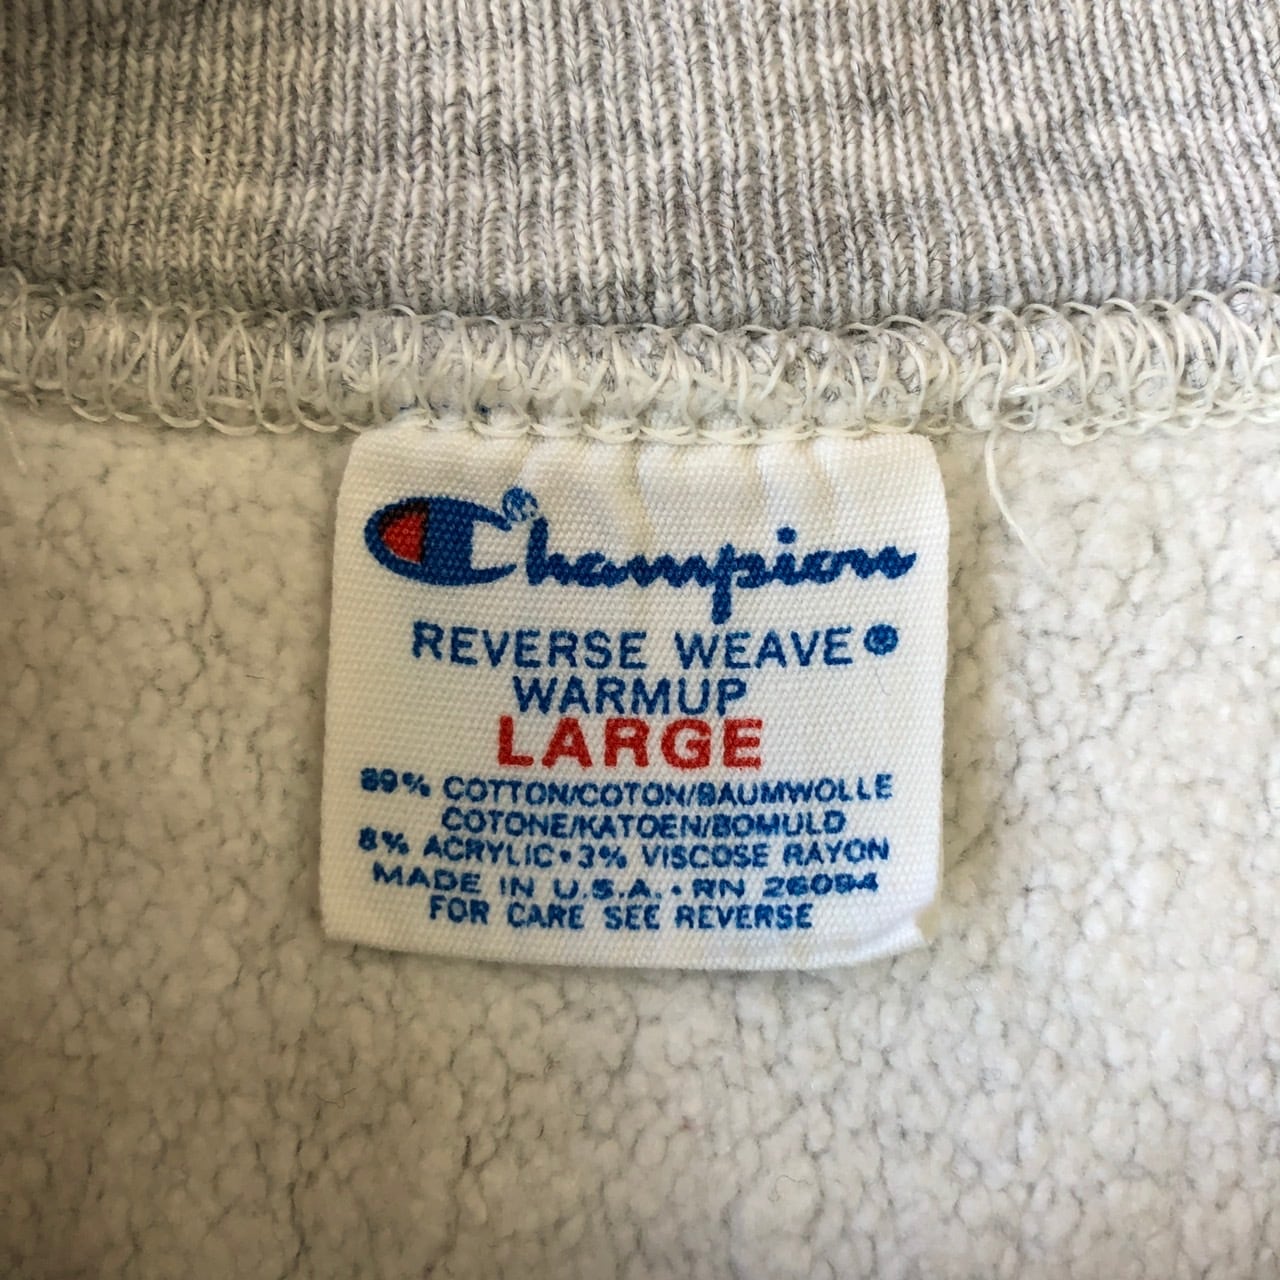 Champion®
REVERSE WEAVE®
WARMUP
LARGE
89% COTTON/COTON/BAUMWOLLE
COTONE/KATOEN/BOMULD
8% ACRYLIC•3% VISCOSE RAYON
MADE IN U.S.A. • RN 26094
FOR CARE SEE REVERSE